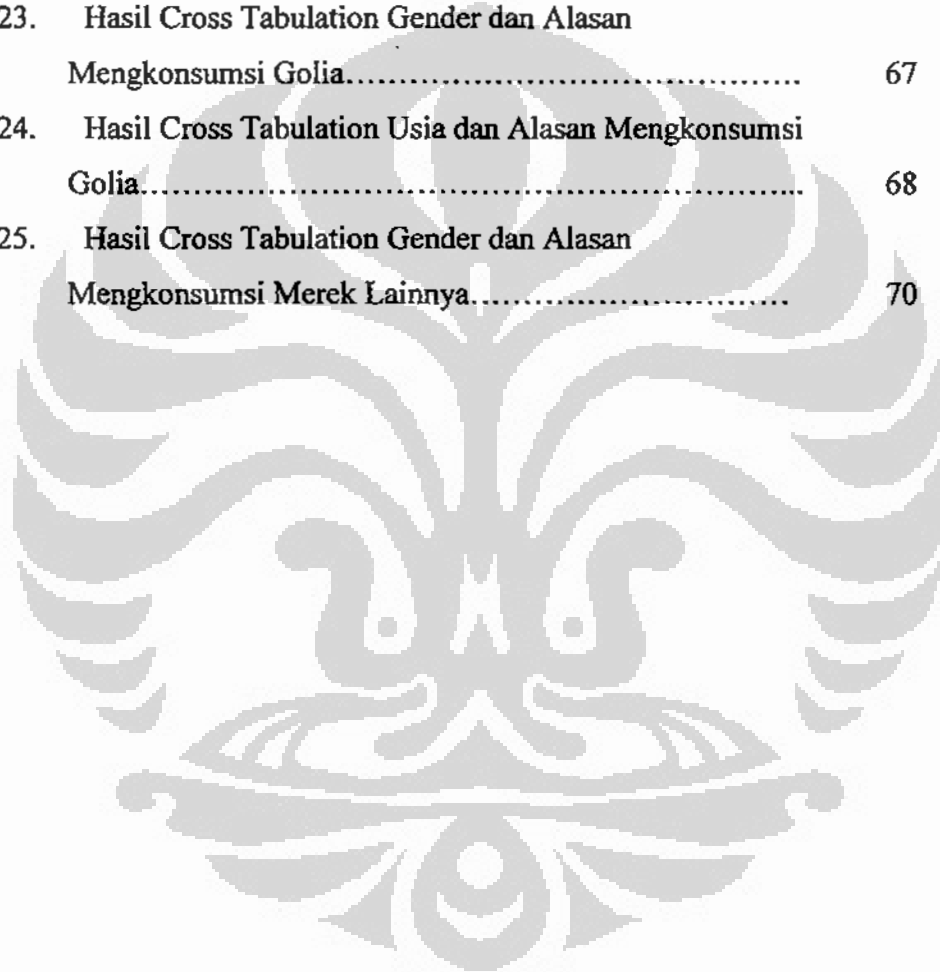 23. Hasil Cross Tabulation Gender dan Alasan
Mengkonsumsi Golia............................................ 67
24. Hasil Cross Tabulation Usia dan Alasan Mengkonsumsi
Golia................................................................ 68
25. Hasil Cross Tabulation Gender dan Alasan
Mengkonsumsi Merek Lainnya.............................. 70